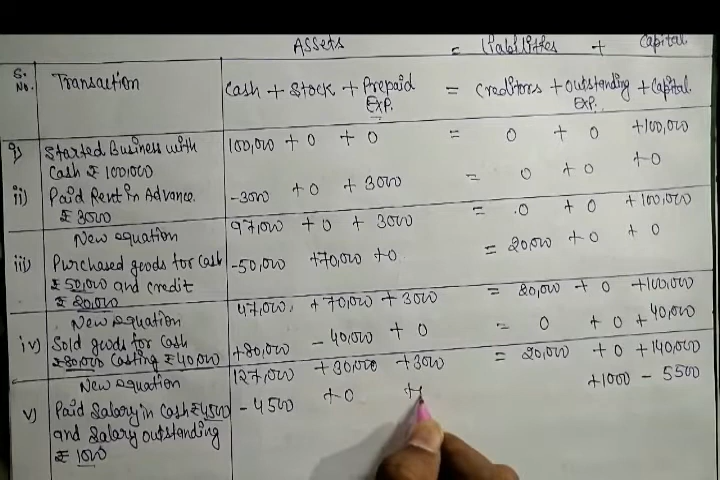 Assets = Liabilities + Capital
S. No. Transaction Cash + Stock + Prepaid Exp. = Creditors + Outstanding Exp. + Capital
i) Started Business with 100,000 + 0 + 0 = 0 + 0 +100,000
Cash ₹ 100,000
ii) Paid Rent in Advance. -3000 + 0 + 3000 = 0 + 0 +0
₹ 3000
New equation 97,000 + 0 + 3000 = 0 + 0 + 100,000
iii) Purchased goods for cash -50,000 +70,000 +0 = 20,000 + 0 + 0
₹ 50,000 and credit
₹ 20,000
New equation 47,000 + 70,000 + 3000 = 20,000 + 0 +100,000
iv) Sold goods for cash +80,000 - 40,000 + 0 = 0 + 0 + 40,000
₹80,000 costing ₹40,000
New equation 127,000 + 30,000 +3000 = 20,000 + 0 + 140,000
v) Paid Salary in Cash ₹4500 - 4500 + 0 + +1000 - 5500
and Salary outstanding
₹ 1000